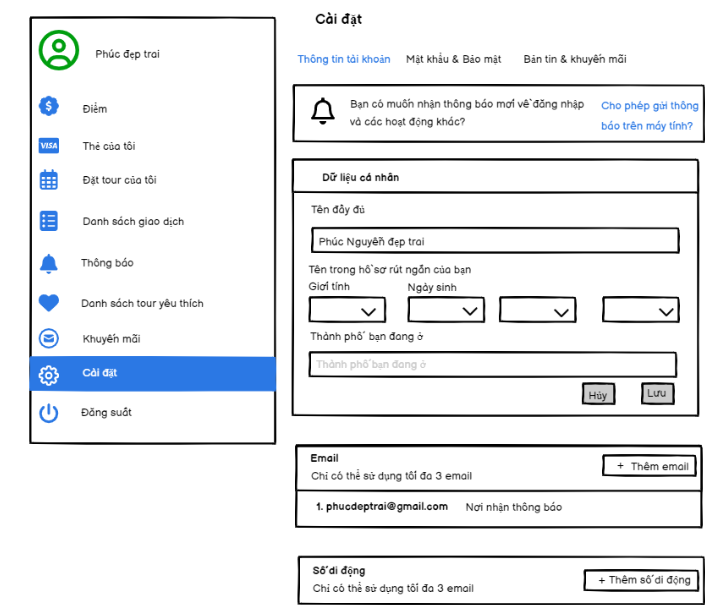 Cài đặt
Phúc đẹp trai
Điểm
VISA Thẻ của tôi
Đặt tour của tôi
Danh sách giao dịch
Thông báo
Danh sách tour yêu thích
Khuyến mãi
Cài đặt
Đăng suất
Thông tin tài khoản Mật khẩu & Bảo mật Bản tin & khuyến mãi
Bạn có muốn nhận thông báo mới về đăng nhập
và các hoạt động khác?
Cho phép gửi thông
báo trên máy tính?
Dữ liệu cá nhân
Tên đầy đủ
Phúc Nguyễn đẹp trai
Tên trong hồ sơ rút ngắn của bạn
Giới tính Ngày sinh
Thành phố bạn đang ở
Thành phố bạn đang ở
Hủy Lưu
Email
Chỉ có thể sử dụng tối đa 3 email
+ Thêm email
1. phucdeptrai@gmail.com Nơi nhận thông báo
Số di động
Chỉ có thể sử dụng tối đa 3 email
+ Thêm số di động